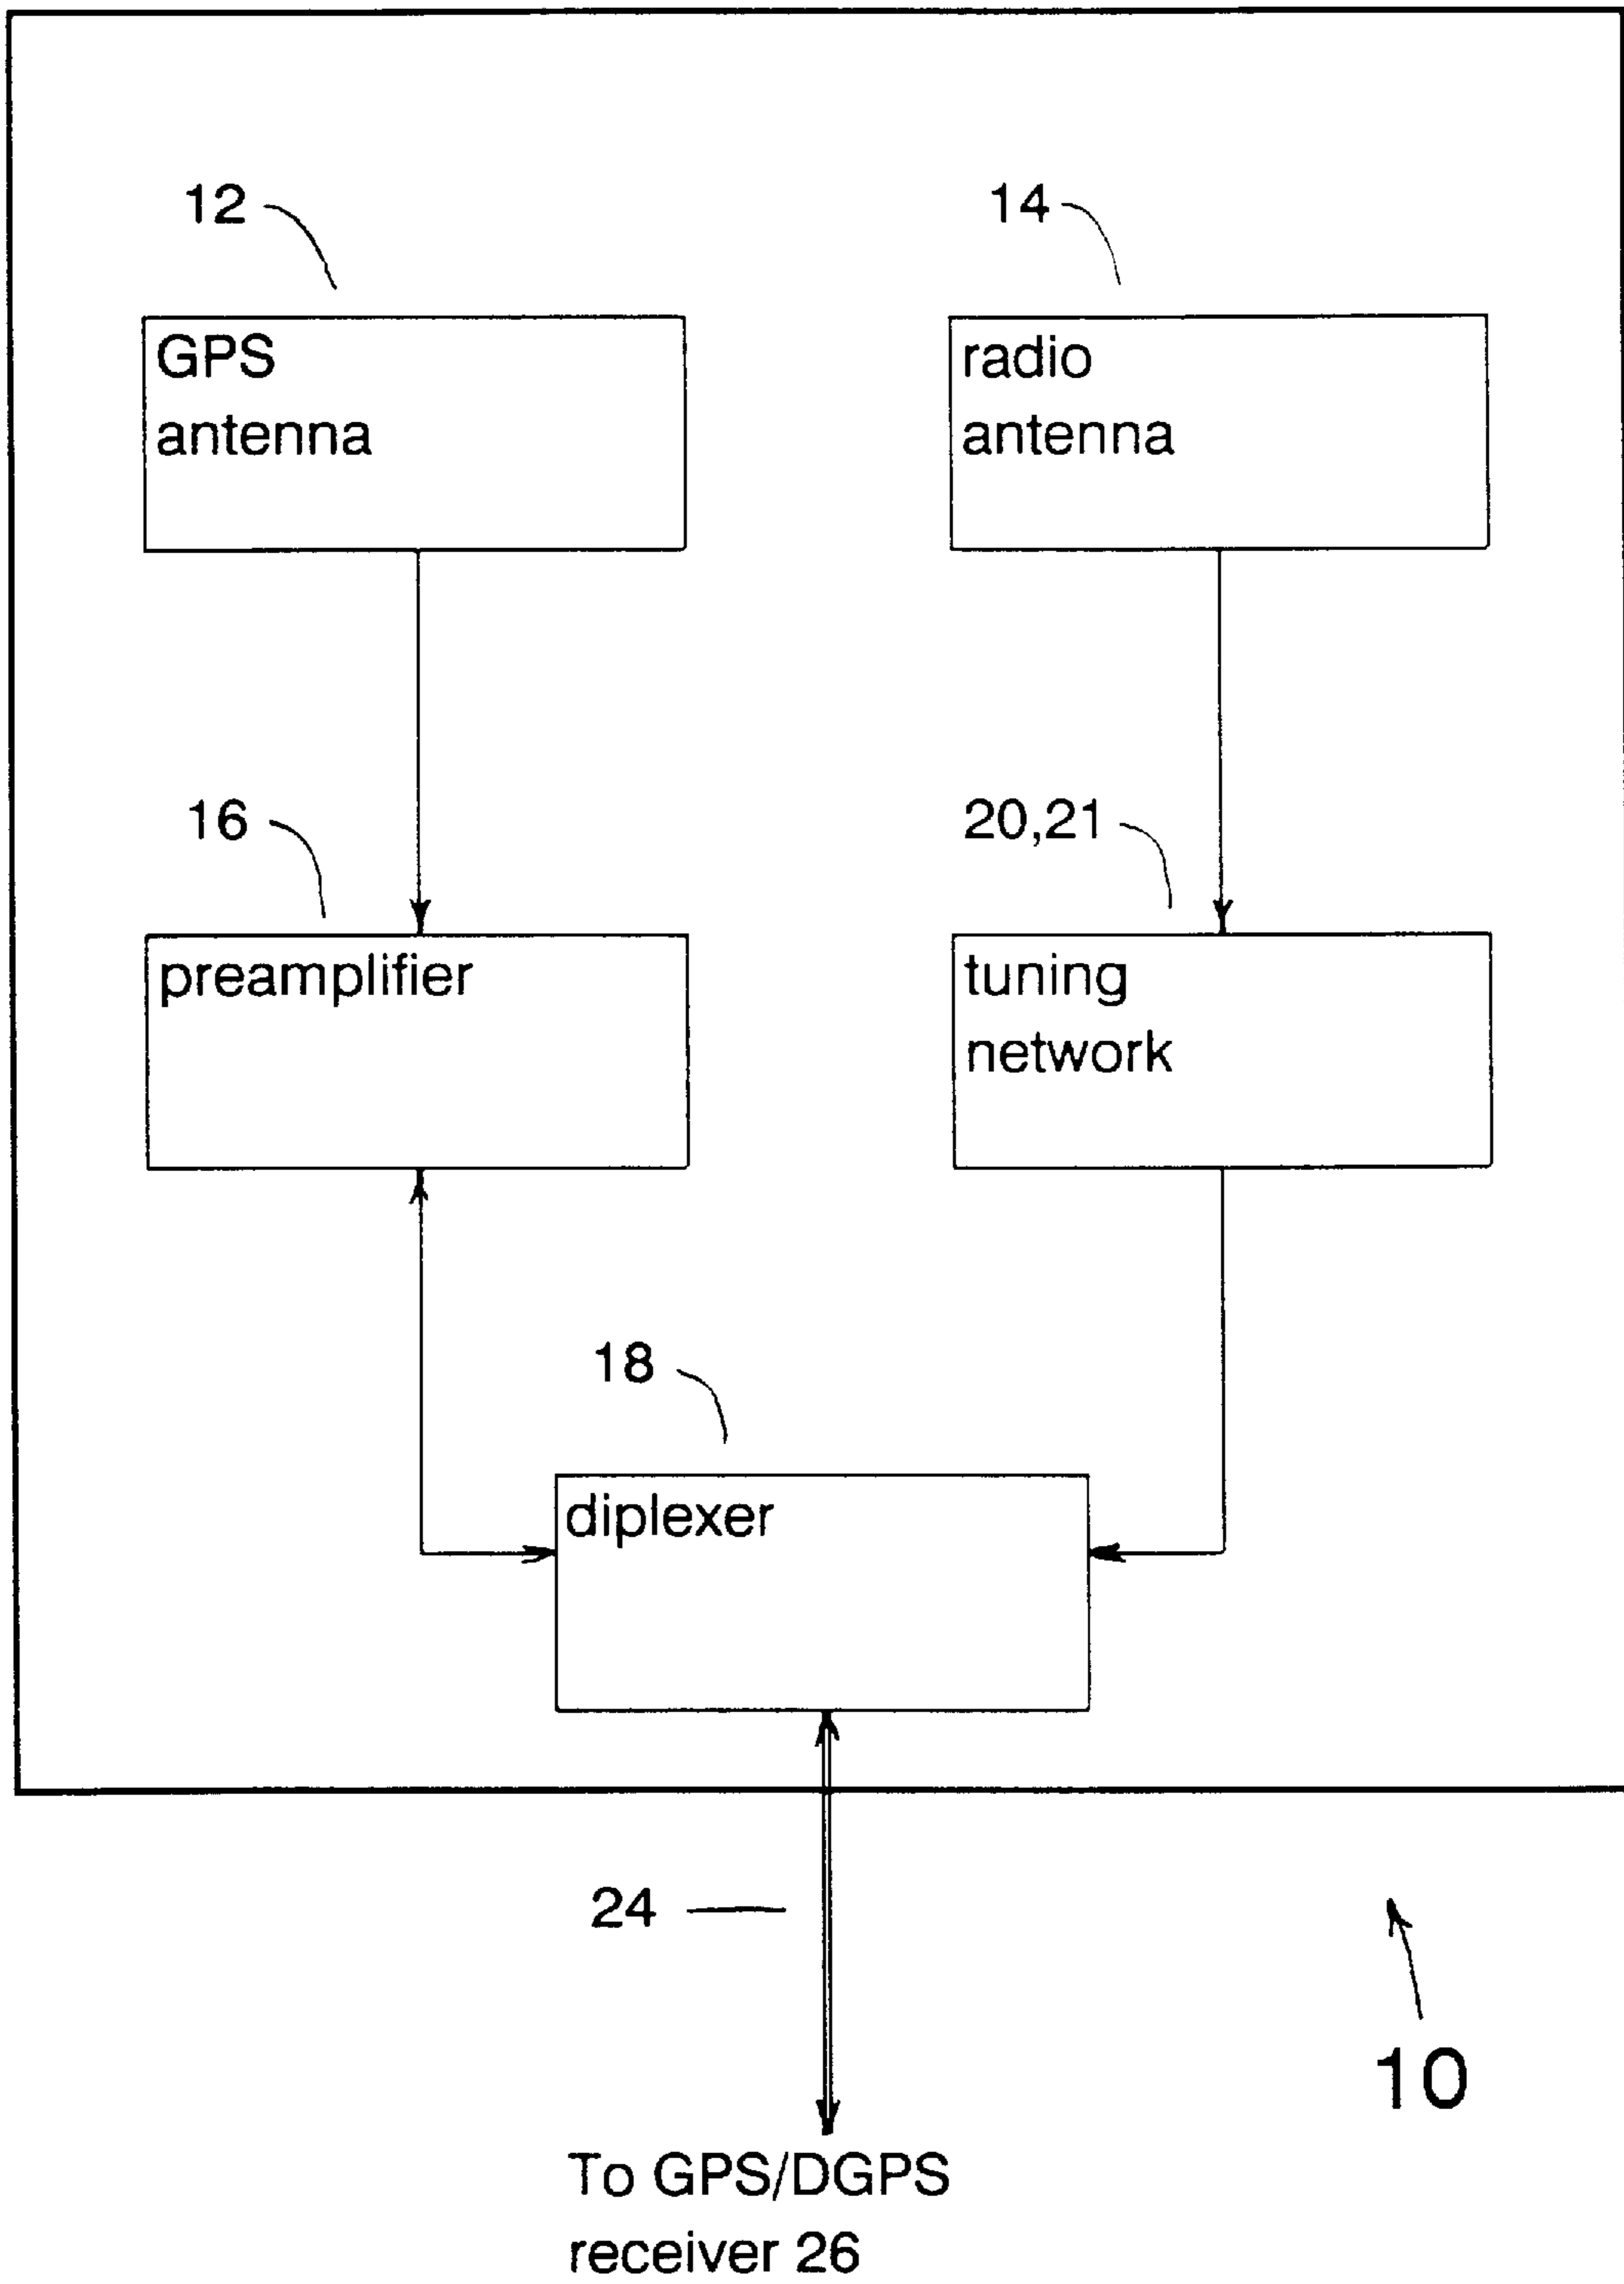 12
14
GPS
antenna
radio
antenna
16
20,21
preamplifier
tuning
network
18
diplexer
24
10
To GPS/DGPS
receiver 26